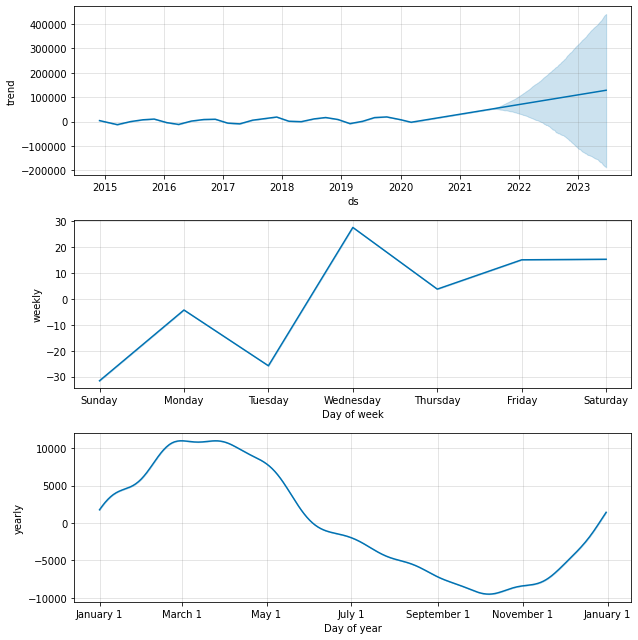 400000
300000
200000
100000
0
−100000
−200000
trend
2015 2016 2017 2018 2019 2020 2021 2022 2023
ds
30
20
10
0
−10
−20
−30
weekly
Sunday Monday Tuesday Wednesday Thursday Friday Saturday
Day of week
10000
5000
0
−5000
−10000
yearly
January 1 March 1 May 1 July 1 September 1 November 1 January 1
Day of year